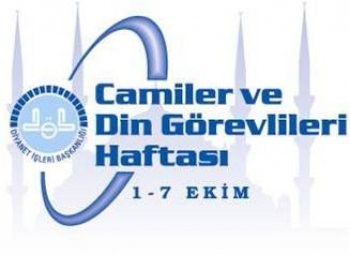 Camiler ve
Din Görevlileri
Haftası
1-7 EKİM
DİYANET İŞLERİ BAŞKANLIĞI